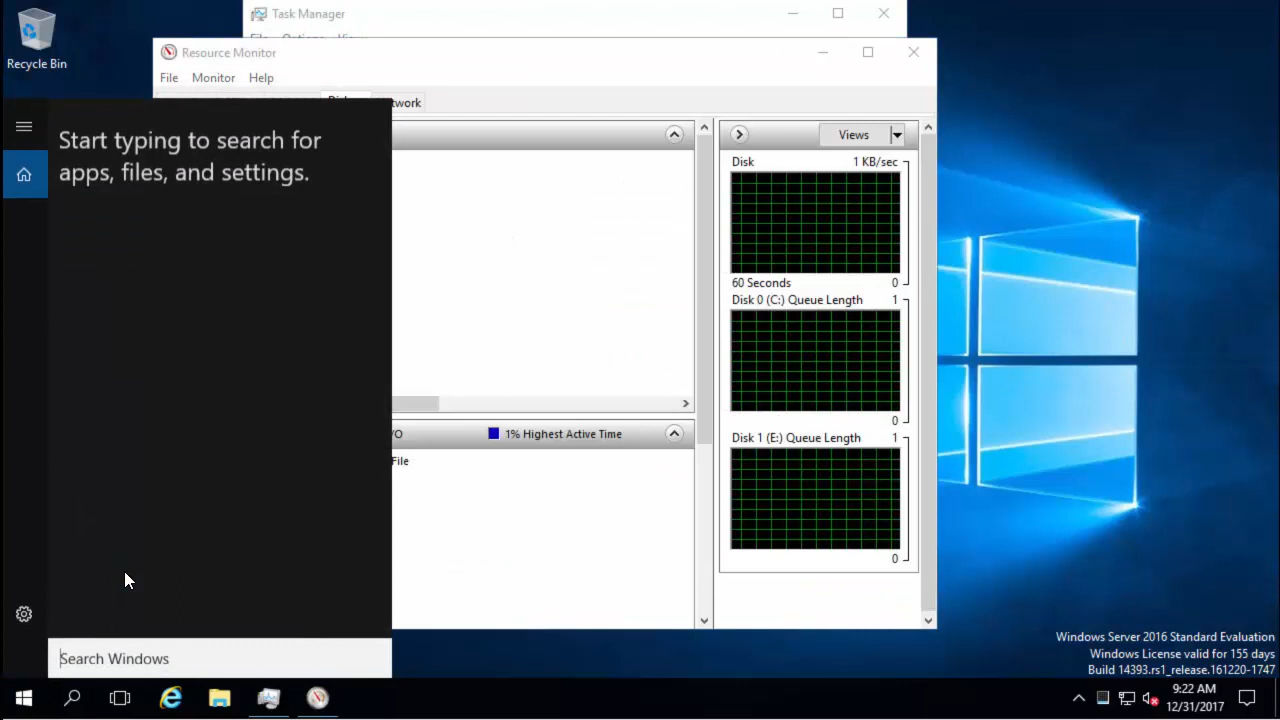 Recycle Bin
Task Manager
Resource Monitor
File Monitor Help
twork
Start typing to search for
apps, files, and settings.
Views
Disk 1 KB/sec
60 Seconds 0
Disk 0 (C:) Queue Length 1
0
/O 1% Highest Active Time
Disk 1 (E:) Queue Length 1
File
0
Search Windows
Windows Server 2016 Standard Evaluation
Windows License valid for 155 days
Build 14393.rs1_release.161220-1747
9:22 AM
12/31/2017